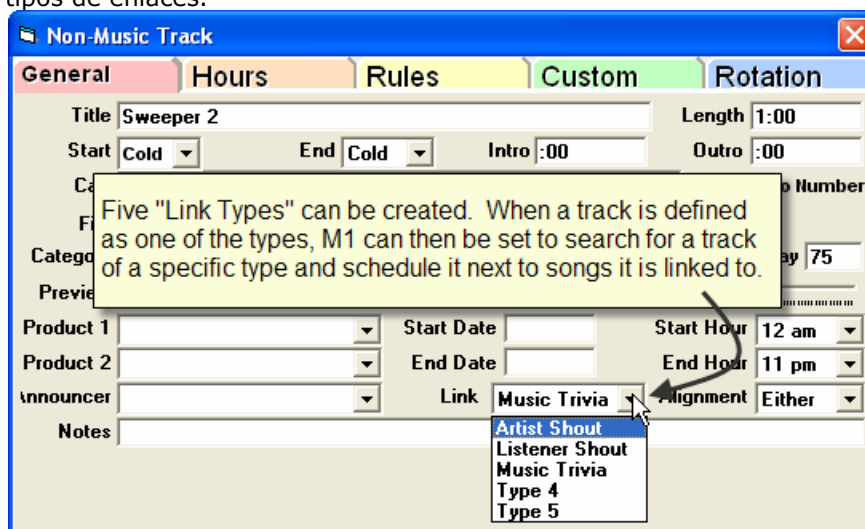 tipos de enlaces.
Non-Music Track
General Hours Rules Custom Rotation
Title Sweeper 2 Length 1:00
Start Cold End Cold Intro :00 Outro :00
Five "Link Types" can be created. When a track is defined
as one of the types, M1 can then be set to search for a track
of a specific type and schedule it next to songs it is linked to.
Number
75
Product 1 Start Date Start Hour 12 am
Product 2 End Date End Hour 11 pm
Link Music Trivia Alignment Either
Notes
Artist Shout
Listener Shout
Music Trivia
Type 4
Type 5